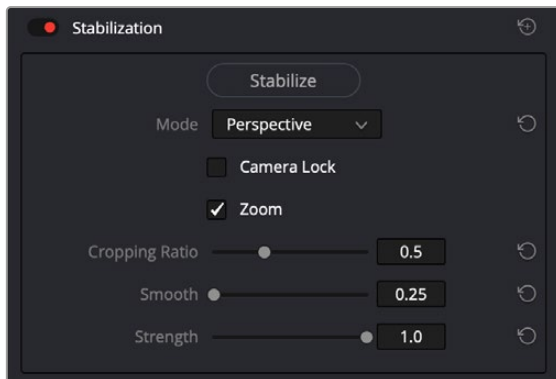 Stabilization
Stabilize
Mode Perspective
Camera Lock
Zoom
Cropping Ratio 0.5
Smooth 0.25
Strength 1.0